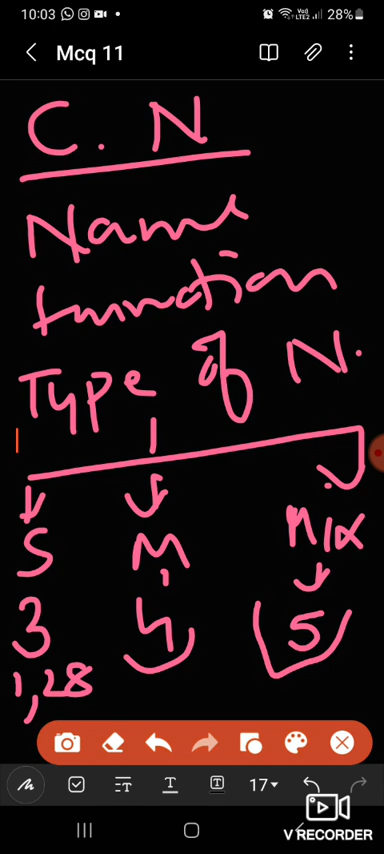 10:03 28%
Mcq 11
C. N
Name
function
Type of N.
S M Mix
3 4 5
1,28
17
V RECORDER